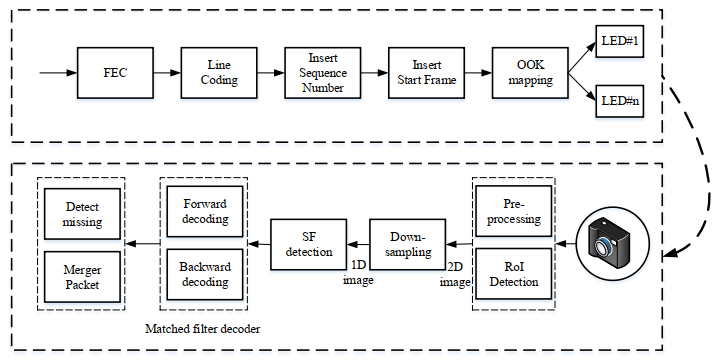 FEC
Line
Coding
Insert
Sequence
Number
Insert
Start Frame
OOK
mapping
LED#1
LED#n
Detect
missing
Merger
Packet
Forward
decoding
Backward
decoding
Matched filter decoder
SF
detection
1D
image
Down-
sampling
2D
image
Pre-
processing
RoI
Detection